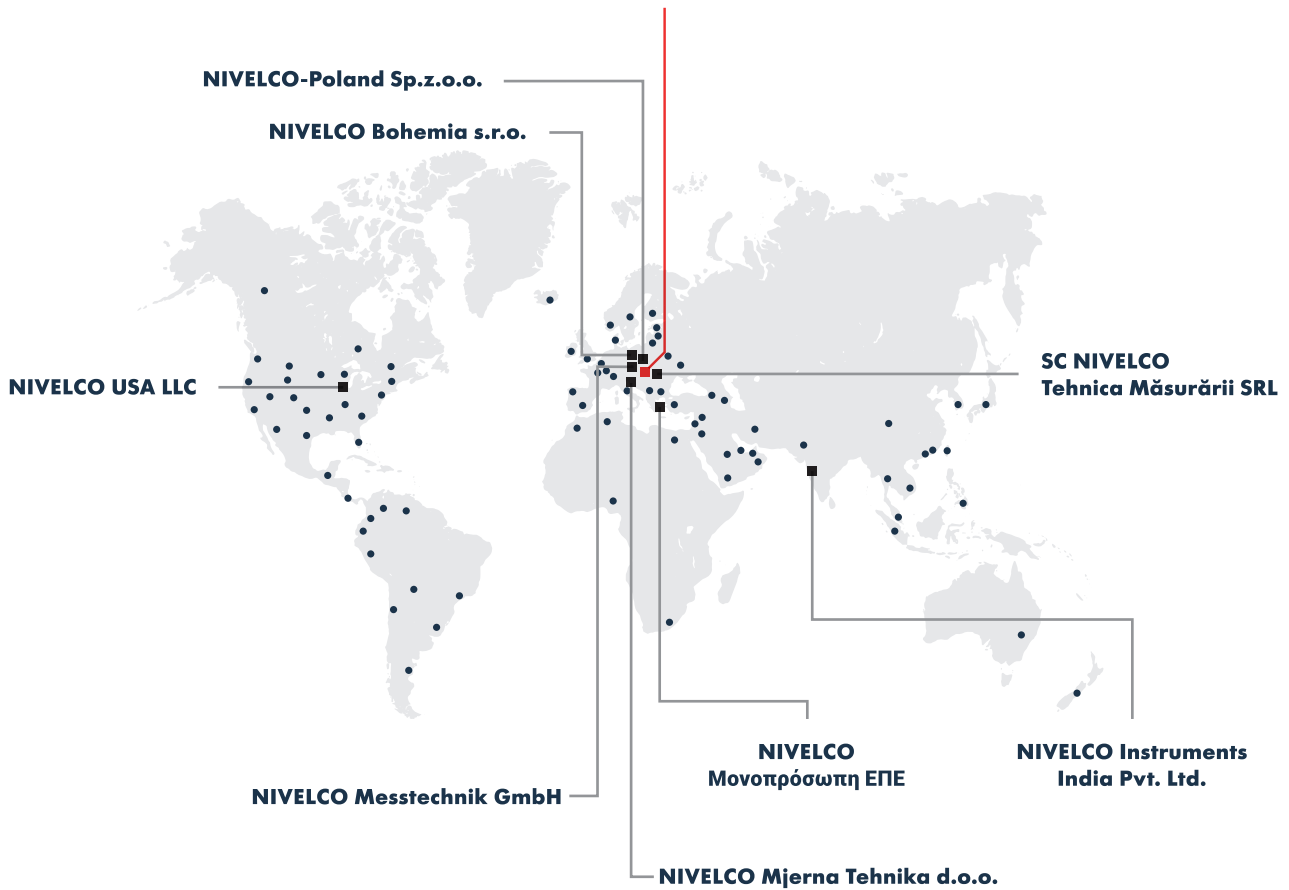 NIVELCO-Poland Sp.z.o.o.
NIVELCO Bohemia s.r.o.
SC NIVELCO
Tehnica Măsurării SRL
NIVELCO USA LLC
NIVELCO
Μονοπρόσωπη ΕΠΕ
NIVELCO Instruments
India Pvt. Ltd.
NIVELCO Messtechnik GmbH
NIVELCO Mjerna Tehnika d.o.o.